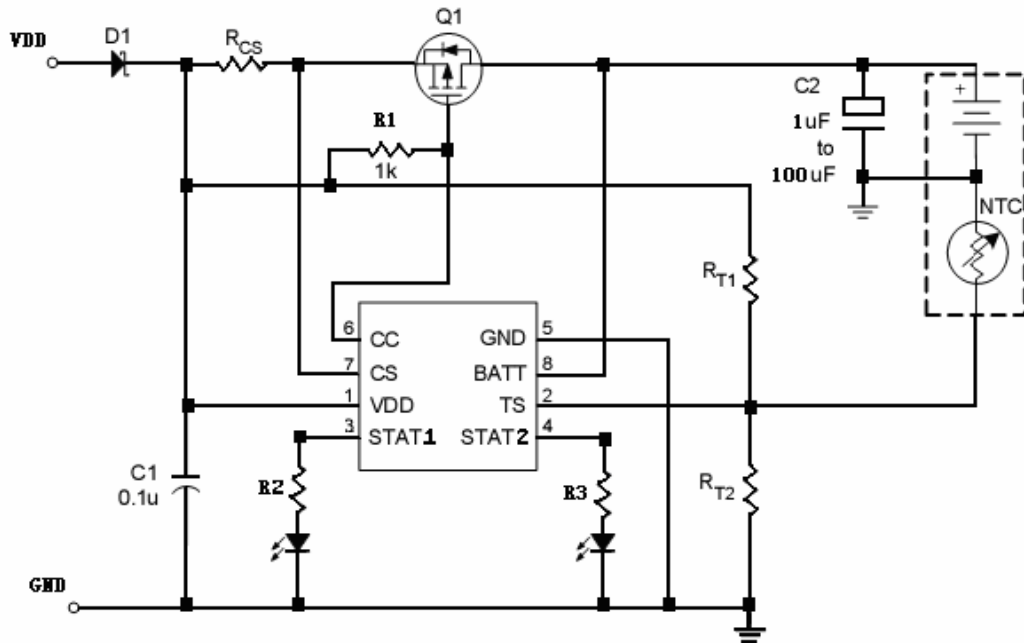 VDD
D1
RCS
Q1
R1
1k
C2
1uF
to
100uF
+
NTC
RT1
6 CC GND 5
7 CS BATT 8
1 VDD TS 2
3 STAT1 STAT2 4
C1
0.1u
R2
R3
RT2
GND